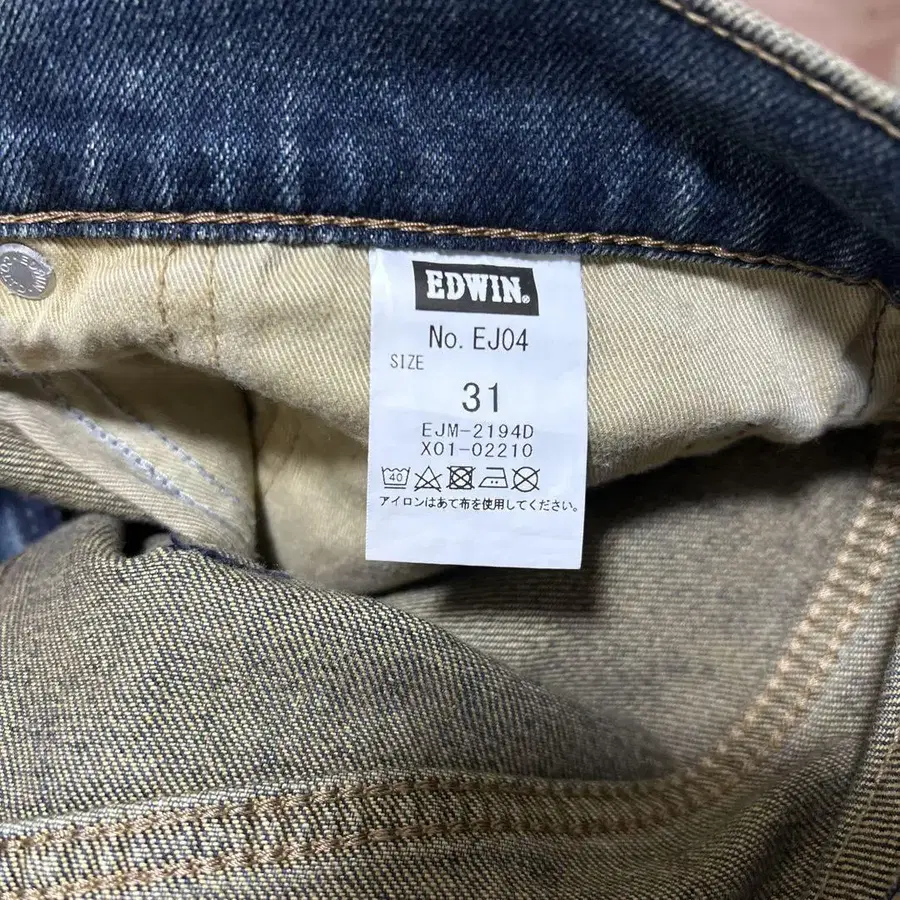 EDWIN®
No. EJ04
SIZE
31
EJM-2194D
X01-02210
40
アイロンはあて布を使用してください。